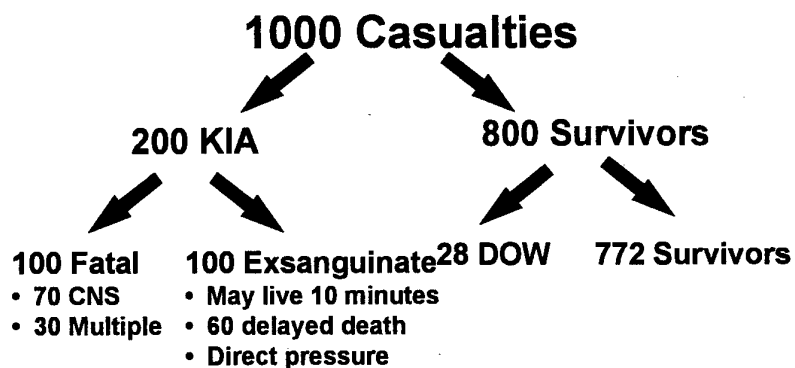 1000 Casualties
200 KIA
800 Survivors
100 Fatal
• 70 CNS
• 30 Multiple
100 Exsanguinate
• May live 10 minutes
• 60 delayed death
• Direct pressure
28 DOW
772 Survivors